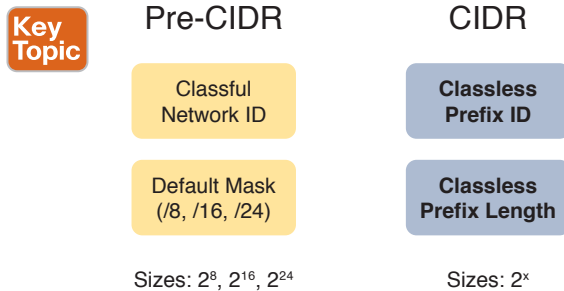 Key
Topic
Pre-CIDR
CIDR
Classful
Network ID
Classless
Prefix ID
Default Mask
(/8, /16, /24)
Classless
Prefix Length
Sizes: 2⁸, 2¹⁶, 2²⁴
Sizes: 2ˣ